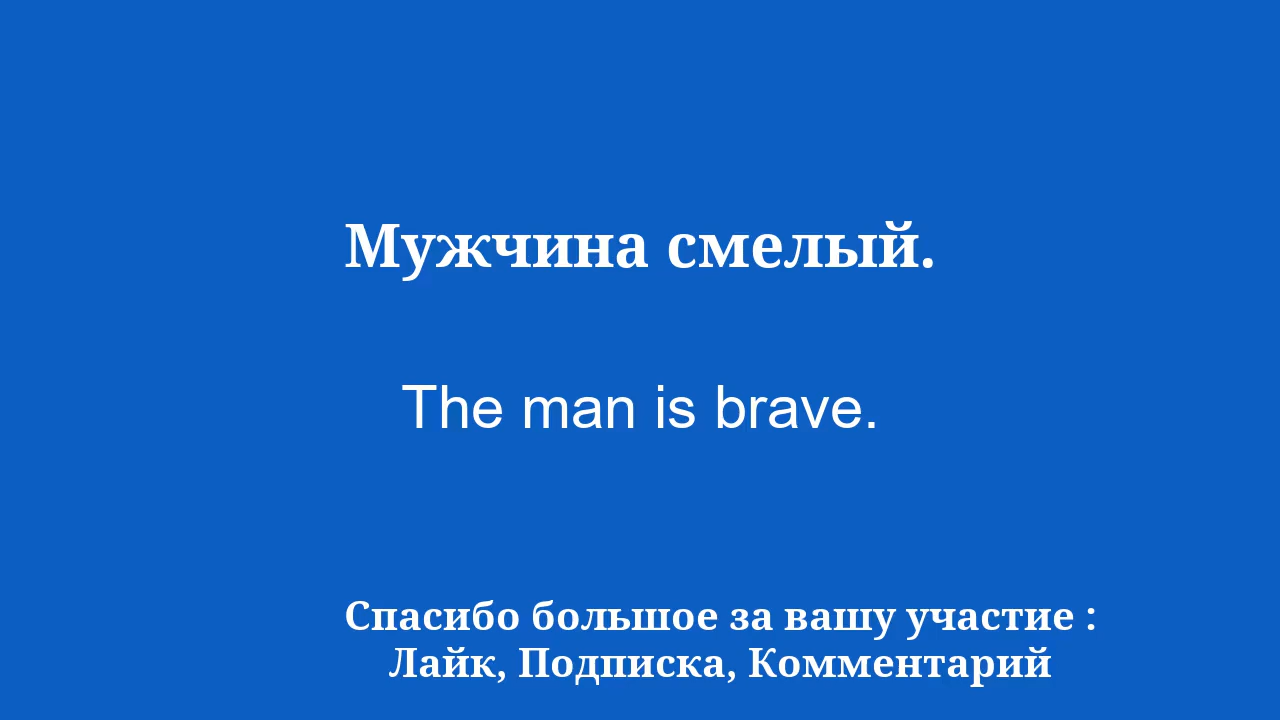 Мужчина смелый.
The man is brave.
Спасибо большое за вашу участие :
Лайк, Подписка, Комментарий